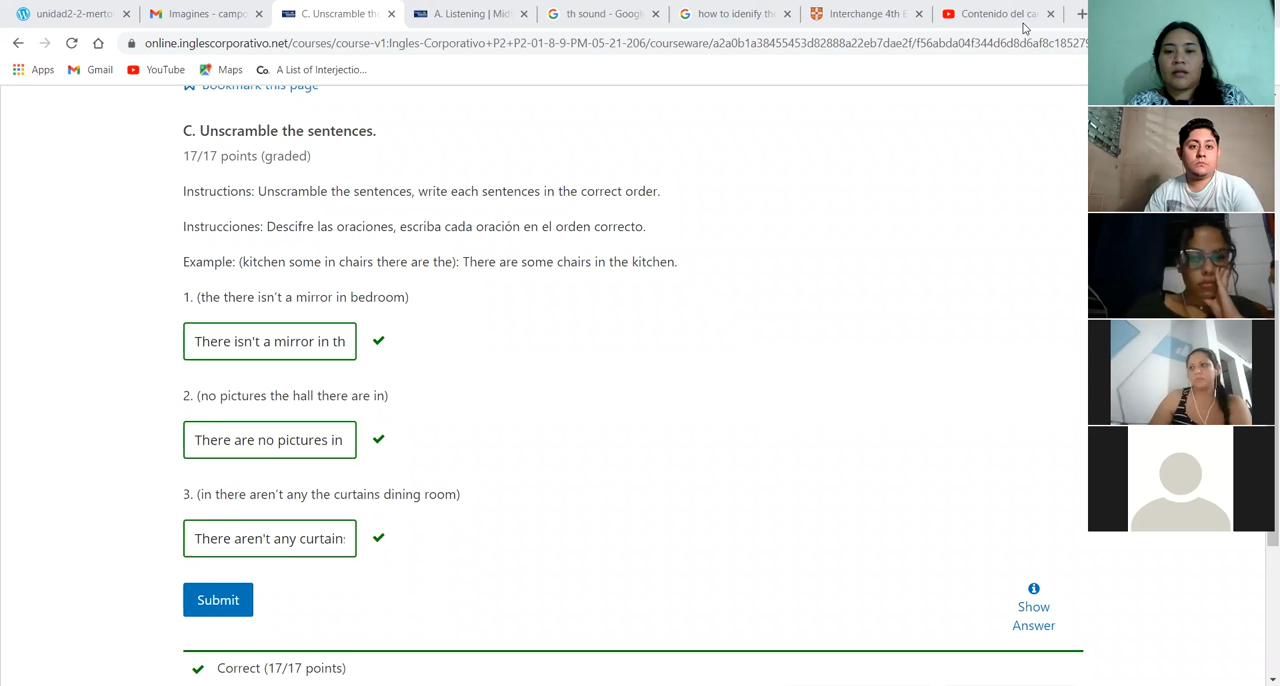 unidad2-2-merto
Imagines - campo
C. Unscramble the
A. Listening | Mid
th sound - Google
how to idenify the
Interchange 4th E
Contenido del ca
online.inglescorporativo.net/courses/course-v1:Ingles-Corporativo+P2+P2-01-8-9-PM-05-21-206/courseware/a2a0b1a38455453d82888a22eb7dae2f/f56abda04f344d6d8d6af8c185279
Apps
Gmail
YouTube
Maps
Co.
A List of Interjectio...
Bookmark this page
C. Unscramble the sentences.
17/17 points (graded)
Instructions: Unscramble the sentences, write each sentences in the correct order.
Instrucciones: Descifre las oraciones, escriba cada oración en el orden correcto.
Example: (kitchen some in chairs there are the): There are some chairs in the kitchen.
1. (the there isn't a mirror in bedroom)
There isn't a mirror in th
2. (no pictures the hall there are in)
There are no pictures in
3. (in there aren't any the curtains dining room)
There aren't any curtains
Submit
Show
Answer
Correct (17/17 points)